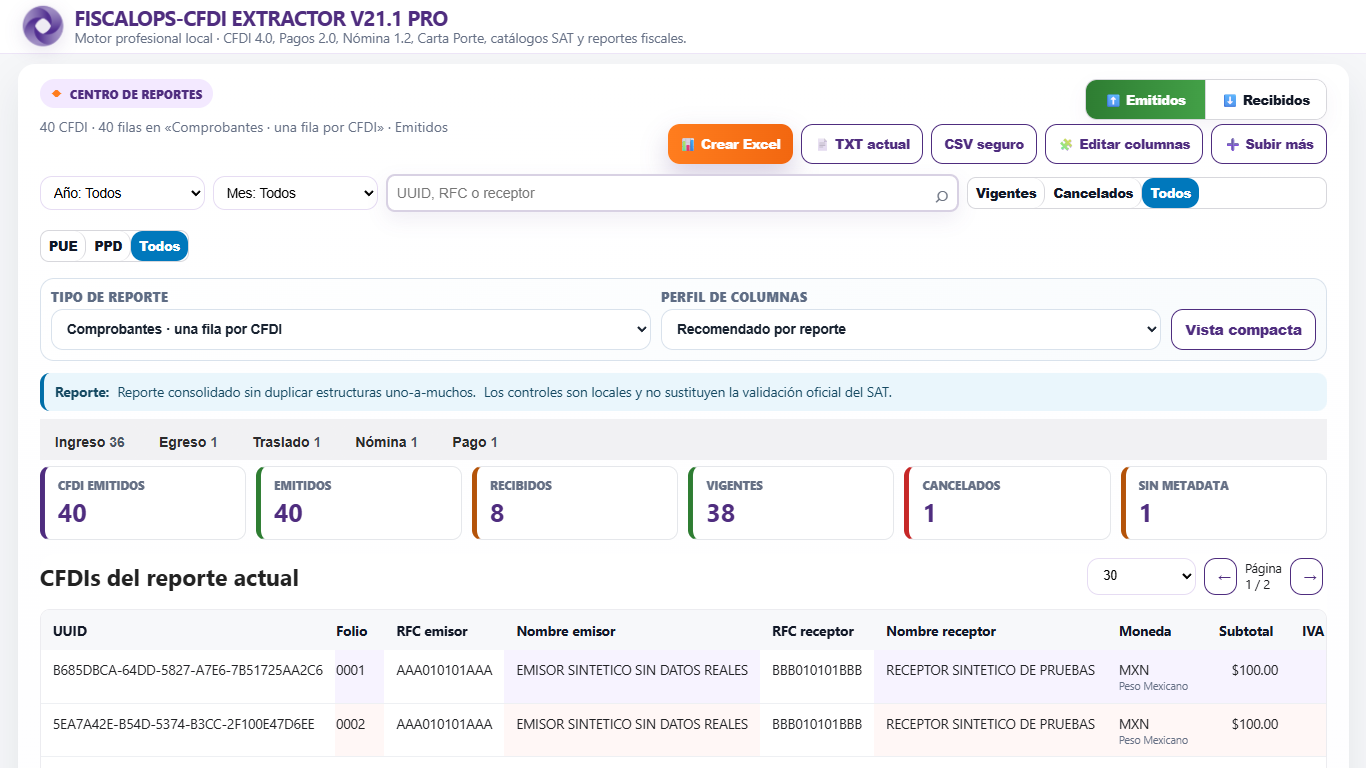 FISCALOPS-CFDI EXTRACTOR V21.1 PRO
Motor profesional local · CFDI 4.0, Pagos 2.0, Nómina 1.2, Carta Porte, catálogos SAT y reportes fiscales.
CENTRO DE REPORTES
Emitidos Recibidos
40 CFDI · 40 filas en «Comprobantes · una fila por CFDI» · Emitidos
Crear Excel TXT actual CSV seguro Editar columnas Subir más
Año: Todos Mes: Todos UUID, RFC o receptor Vigentes Cancelados Todos
PUE PPD Todos
TIPO DE REPORTE PERFIL DE COLUMNAS
Comprobantes · una fila por CFDI Recomendado por reporte Vista compacta
Reporte: Reporte consolidado sin duplicar estructuras uno-a-muchos. Los controles son locales y no sustituyen la validación oficial del SAT.
Ingreso 36 Egreso 1 Traslado 1 Nómina 1 Pago 1
CFDI EMITIDOS EMITIDOS RECIBIDOS VIGENTES CANCELADOS SIN METADATA
40 40 8 38 1 1
CFDIs del reporte actual 30 ← Página 1 / 2 →
UUID Folio RFC emisor Nombre emisor RFC receptor Nombre receptor Moneda Subtotal IVA
B685DBCA-64DD-5827-A7E6-7B51725AA2C6 0001 AAA010101AAA EMISOR SINTETICO SIN DATOS REALES BBB010101BBB RECEPTOR SINTETICO DE PRUEBAS MXN $100.00
Peso Mexicano
5EA7A42E-B54D-5374-B3CC-2F100E47D6EE 0002 AAA010101AAA EMISOR SINTETICO SIN DATOS REALES BBB010101BBB RECEPTOR SINTETICO DE PRUEBAS MXN $100.00
Peso Mexicano